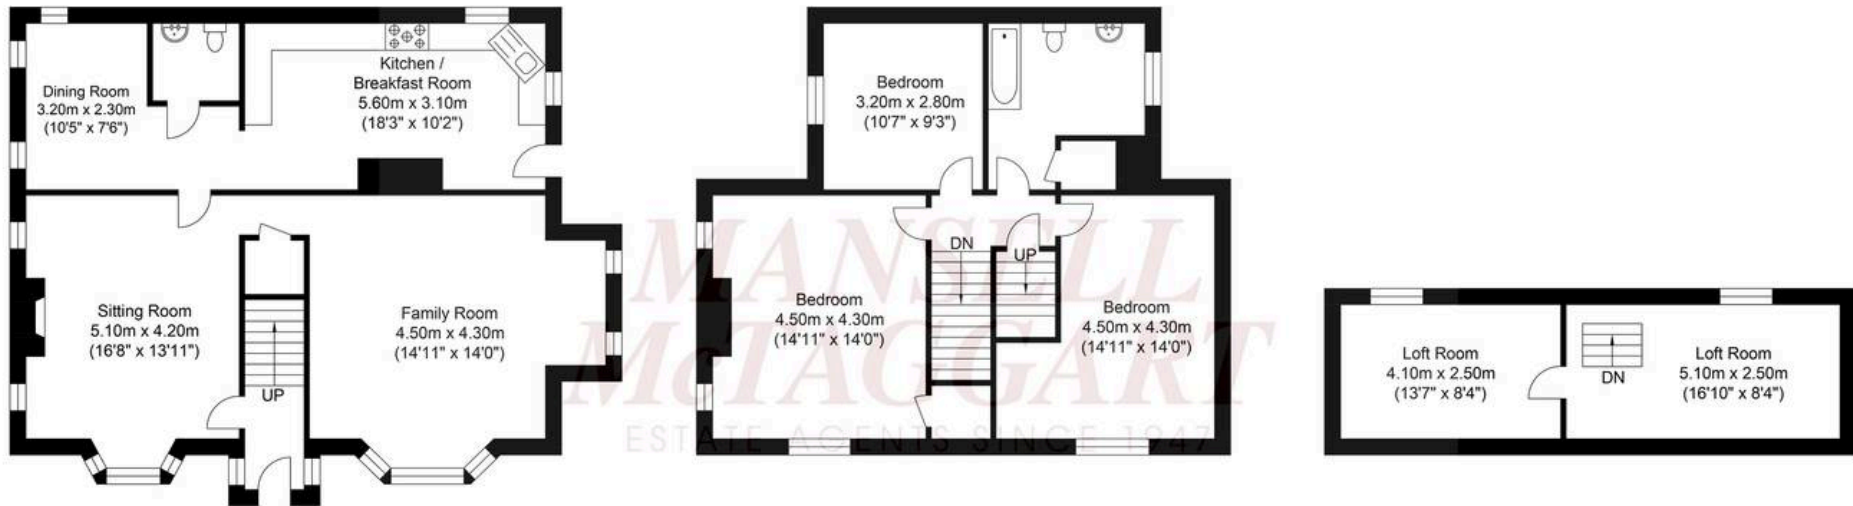 Dining Room
3.20m x 2.30m
(10'5" x 7'6")
Kitchen /
Breakfast Room
5.60m x 3.10m
(18'3" x 10'2")
Sitting Room
5.10m x 4.20m
(16'8" x 13'11")
UP
Family Room
4.50m x 4.30m
(14'11" x 14'0")
Bedroom
3.20m x 2.80m
(10'7" x 9'3")
DN
UP
Bedroom
4.50m x 4.30m
(14'11" x 14'0")
Bedroom
4.50m x 4.30m
(14'11" x 14'0")
MANSELL
McTAGGART
ESTATE AGENTS SINCE 1947
Loft Room
4.10m x 2.50m
(13'7" x 8'4")
DN
Loft Room
5.10m x 2.50m
(16'10" x 8'4")